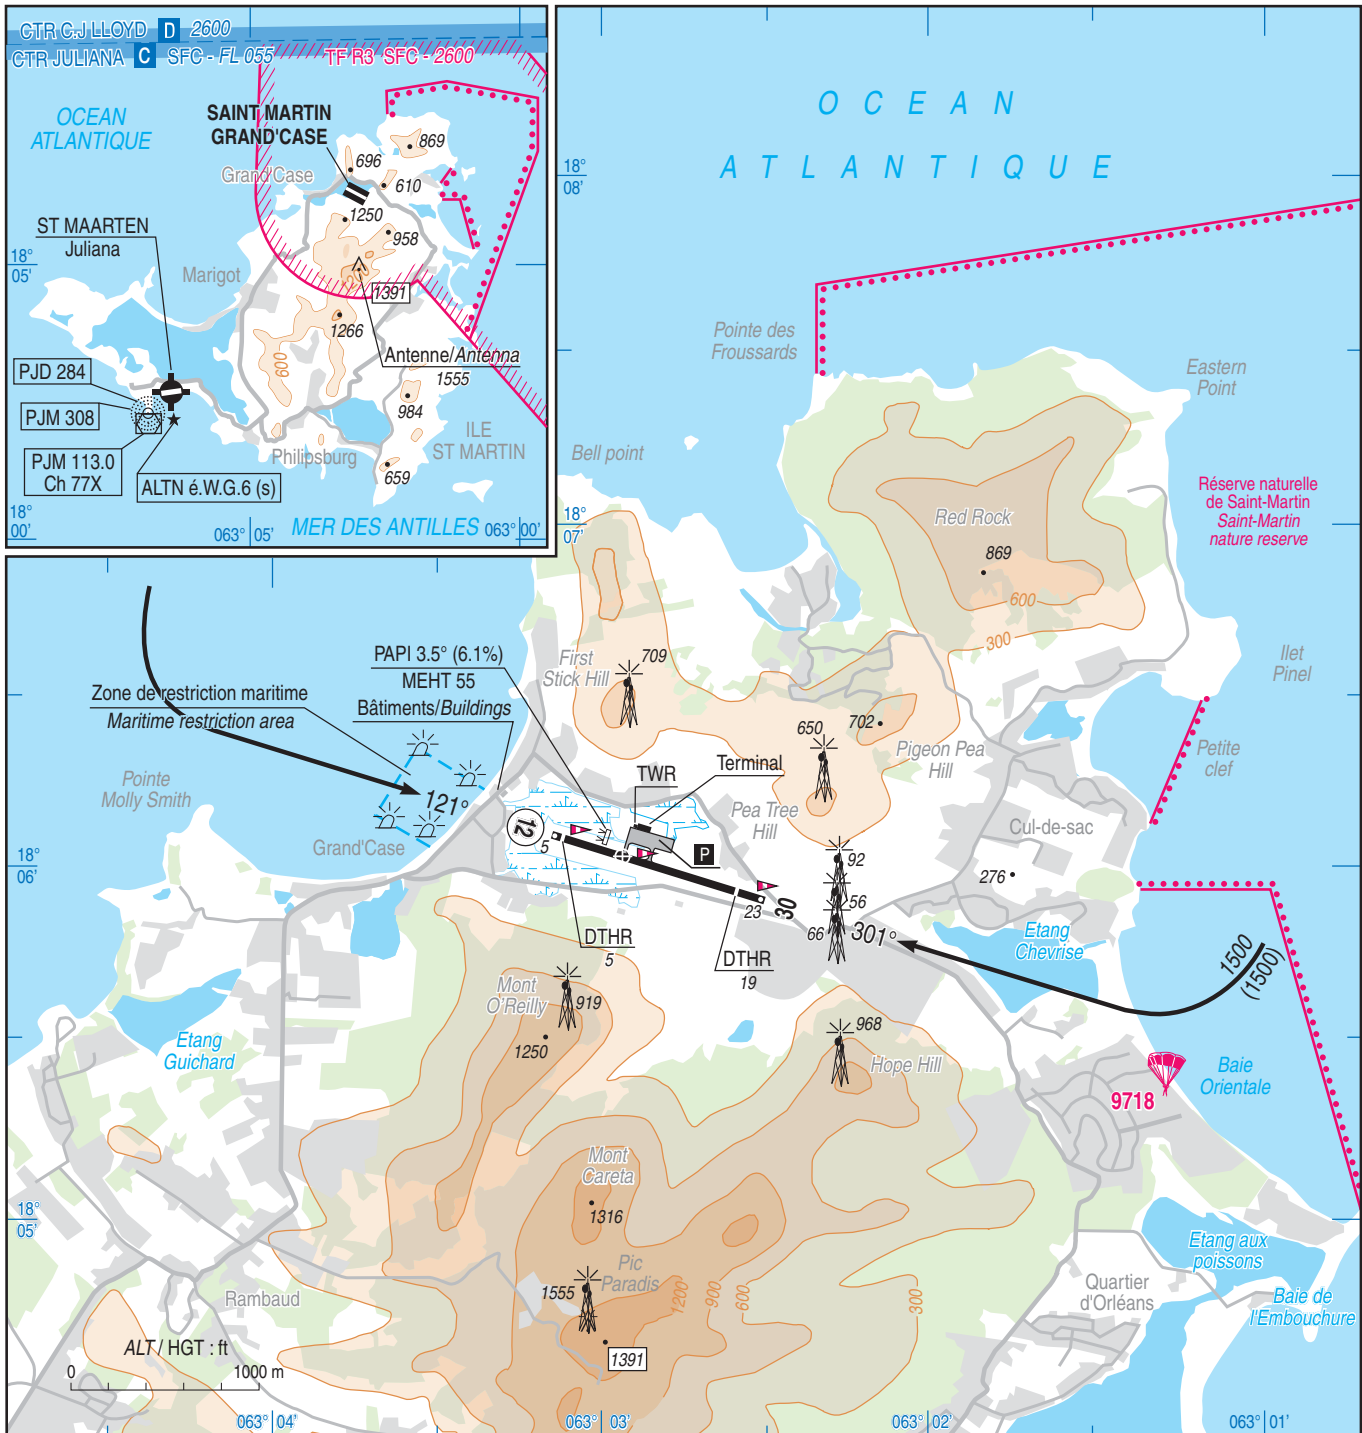 CTR C.J LLOYD D 2600
CTR JULIANA C SFC - FL 055
TF R3 SFC - 2600
OCEAN
ATLANTIQUE
SAINT MARTIN
GRAND'CASE
869
696
Grand'Case
610
1250
958
ST MAARTEN
Juliana
18°
05'
Marigot
1391
1266
Antenne/Antenna
1555
600
PJD 284
PJM 308
984
ILE
ST MARTIN
PJM 113.0
Ch 77X
Philipsburg
659
ALTN é.W.G.6 (s)
18°
00'
063° 05'
MER DES ANTILLES
063° 00'
OCEAN
ATLANTIQUE
18°
08'
Pointe des
Froussards
Eastern
Point
Bell point
Réserve naturelle
de Saint-Martin
Saint-Martin
nature reserve
18°
07'
Red Rock
869
600
300
Ilet
Pinel
PAPI 3.5° (6.1%)
MEHT 55
First
Stick Hill
709
Zone de restriction maritime
Maritime restriction area
Bâtiments/Buildings
702
650
Pigeon Pea
Hill
Petite
clef
Pointe
Molly Smith
TWR
Terminal
121°
Pea Tree
Hill
Cul-de-sac
12
5
Grand'Case
P
92
276
18°
06'
56
23
30
66
301°
DTHR
5
DTHR
19
Etang
Chevrise
1500
(1500)
Mont
O'Reilly
919
1250
968
Hope Hill
Etang
Guichard
Baie
Orientale
9718
Mont
Careta
1316
18°
05'
Pic
Paradis
1555
1200
900
600
300
Etang aux
poissons
Quartier
d'Orléans
Baie de
l'Embouchure
Rambaud
1391
ALT / HGT : ft
0
1000 m
063° 04'
063° 03'
063° 02'
063° 01'